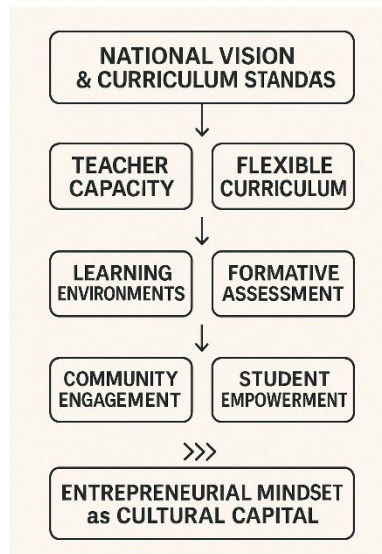 NATIONAL VISION
& CURRICULUM STANDAS
TEACHER
CAPACITY
FLEXIBLE
CURRICULUM
LEARNING
ENVIRONMENTS
FORMATIVE
ASSESSMENT
COMMUNITY
ENGAGEMENT
STUDENT
EMPOWERMENT
ENTREPRENEURIAL MINDSET
as CULTURAL CAPITAL